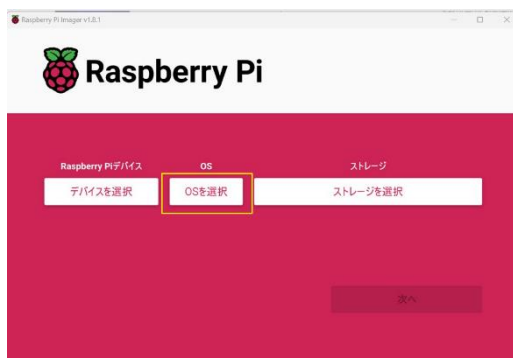 Raspberry Pi Imager v1.8.1
Raspberry Pi
Raspberry Piデバイス OS ストレージ
デバイスを選択 OSを選択 ストレージを選択
次へ